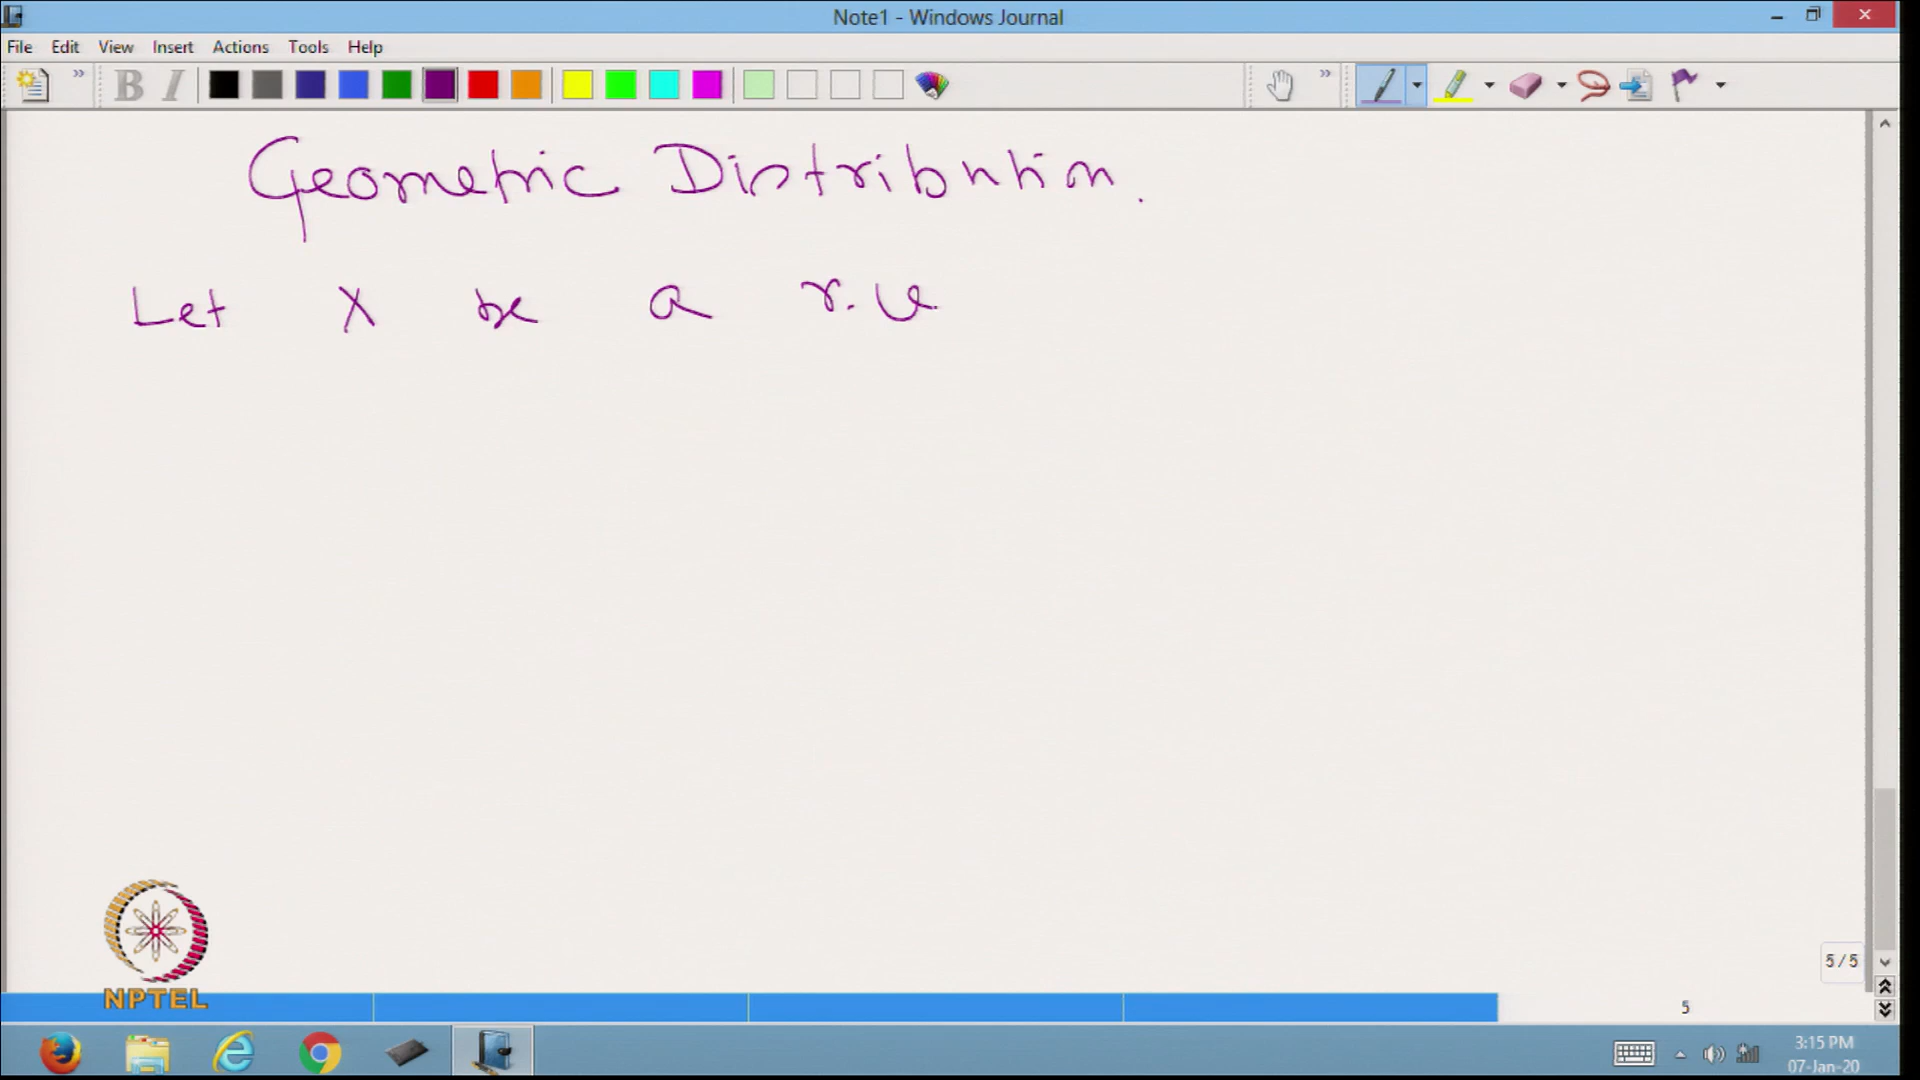 Note1 - Windows Journal
File Edit View Insert Actions Tools Help
B I
Geometric Distribution.
Let X be a r.v.
NPTEL
5 / 5
5
3:15 PM
07-Jan-20